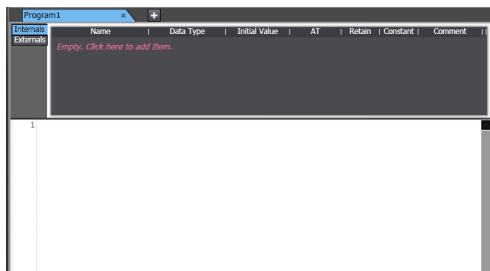 Program1 × +
Internals Name | Data Type | Initial Value | AT | Retain | Constant | Comment
Externals
Empty. Click here to add Item.
1